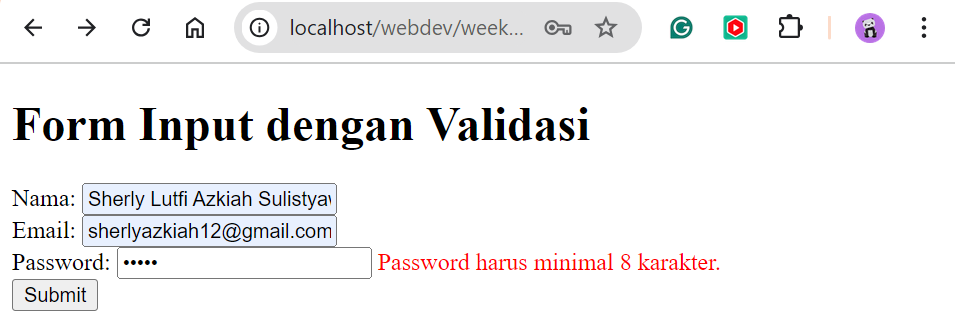 localhost/webdev/week...
Form Input dengan Validasi
Nama: Sherly Lutfi Azkiah
Email: sherlyazkiah12@gmail.com
Password: ••••• Password harus minimal 8 karakter.
Submit